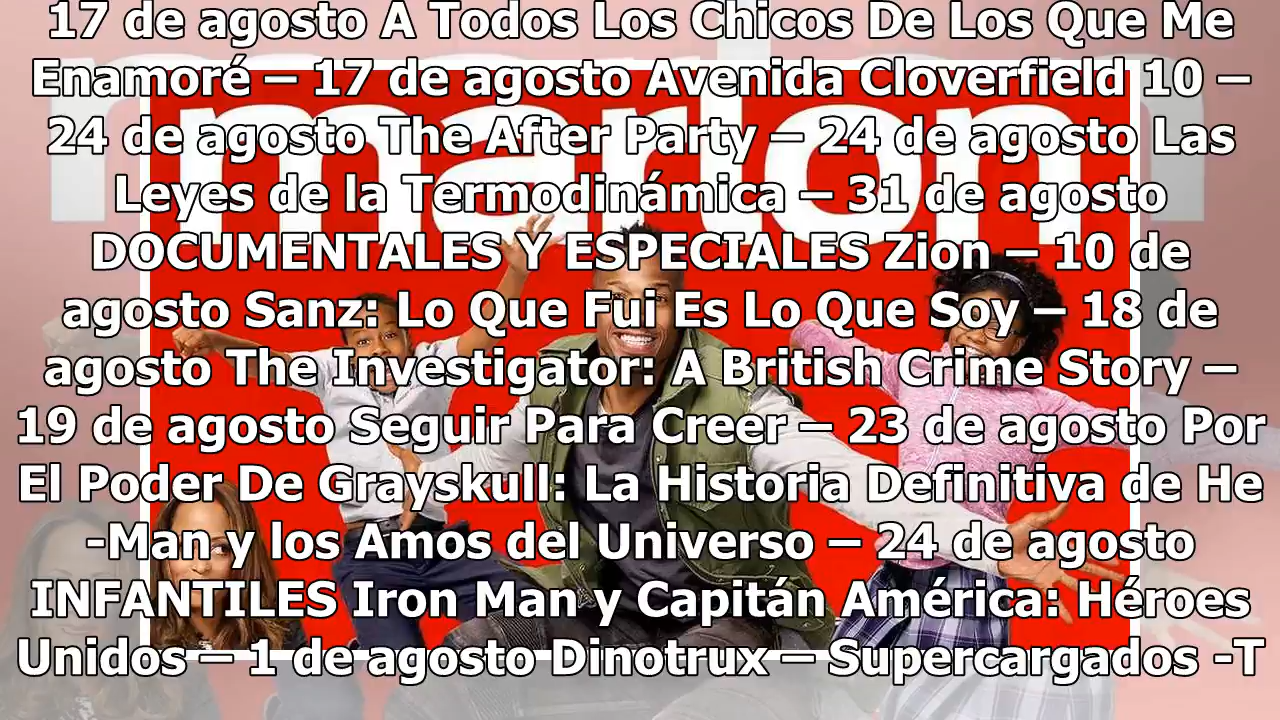 17 de agosto A Todos Los Chicos De Los Que Me
Enamoré – 17 de agosto Avenida Cloverfield 10 –
24 de agosto The After Party – 24 de agosto Las
Leyes de la Termodinámica – 31 de agosto
DOCUMENTALES Y ESPECIALES Zion – 10 de
agosto Sanz: Lo Que Fui Es Lo Que Soy – 18 de
agosto The Investigator: A British Crime Story –
19 de agosto Seguir Para Creer – 23 de agosto Por
El Poder De Grayskull: La Historia Definitiva de He
-Man y los Amos del Universo – 24 de agosto
INFANTILES Iron Man y Capitán América: Héroes
Unidos – 1 de agosto Dinotrux – Supercargados -T
marlon